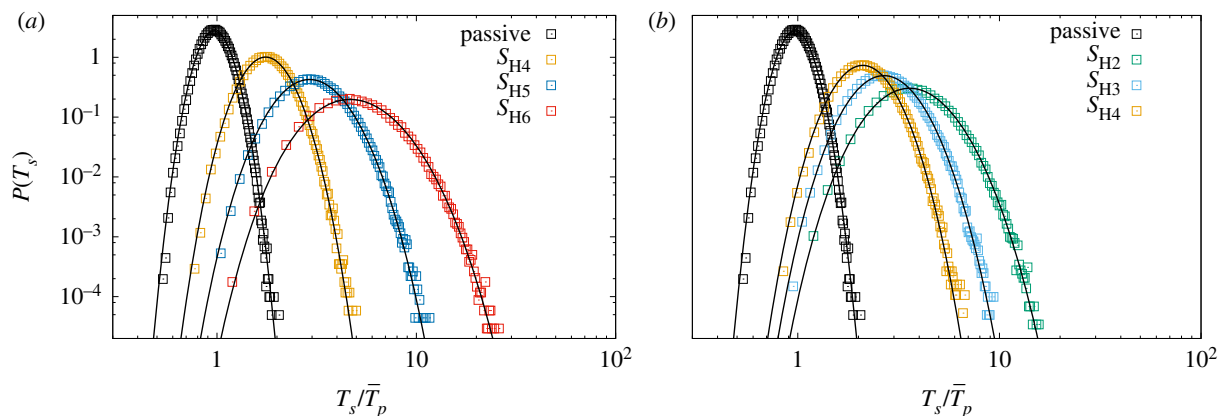 (a)
passive
S_H4
S_H5
S_H6
P(T_s)
1
10^-1
10^-2
10^-3
10^-4
1 10 10^2
T_s/T̄_p
(b)
passive
S_H2
S_H3
S_H4
1 10 10^2
T_s/T̄_p